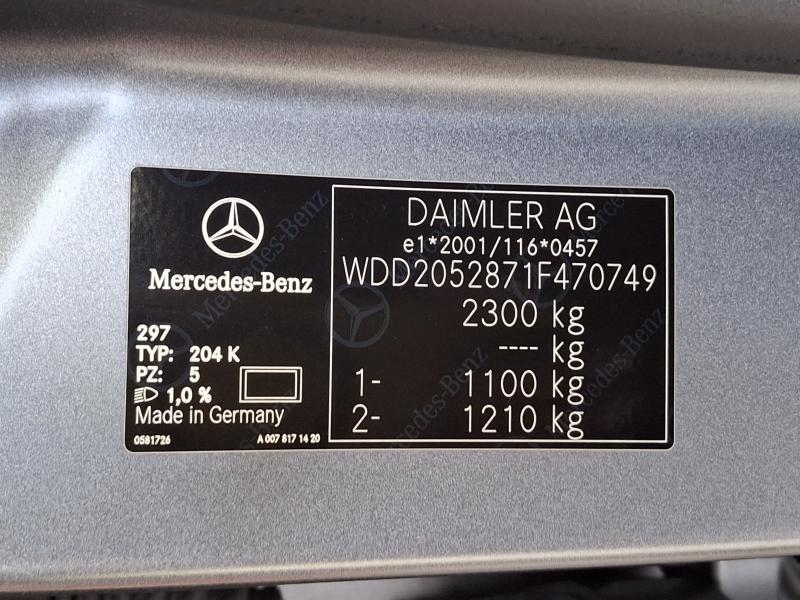 Mercedes-Benz
297
TYP: 204 K
PZ: 5
1,0 %
Made in Germany
0581726 A 007 817 14 20
DAIMLER AG
e1*2001/116*0457
WDD2052871F470749
2300 kg
---- kg
1- 1100 kg
2- 1210 kg